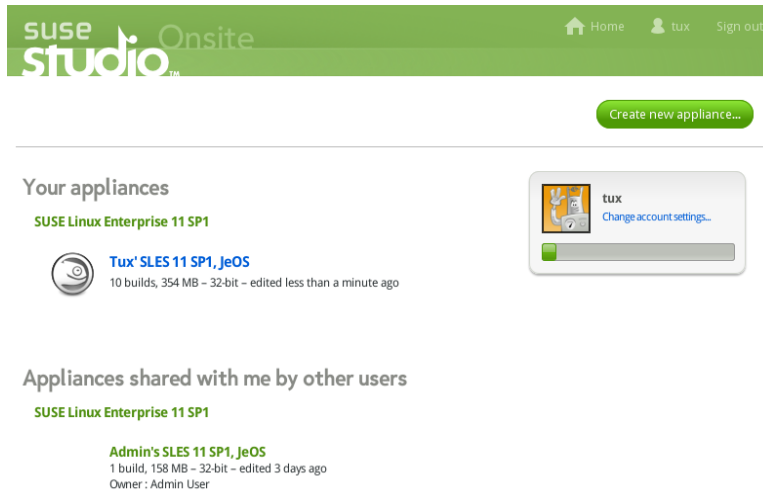 suse studio™ Onsite
Home tux Sign out
Create new appliance...
Your appliances
SUSE Linux Enterprise 11 SP1
Tux' SLES 11 SP1, JeOS
10 builds, 354 MB – 32-bit – edited less than a minute ago
tux
Change account settings...
Appliances shared with me by other users
SUSE Linux Enterprise 11 SP1
Admin's SLES 11 SP1, JeOS
1 build, 158 MB – 32-bit – edited 3 days ago
Owner : Admin User